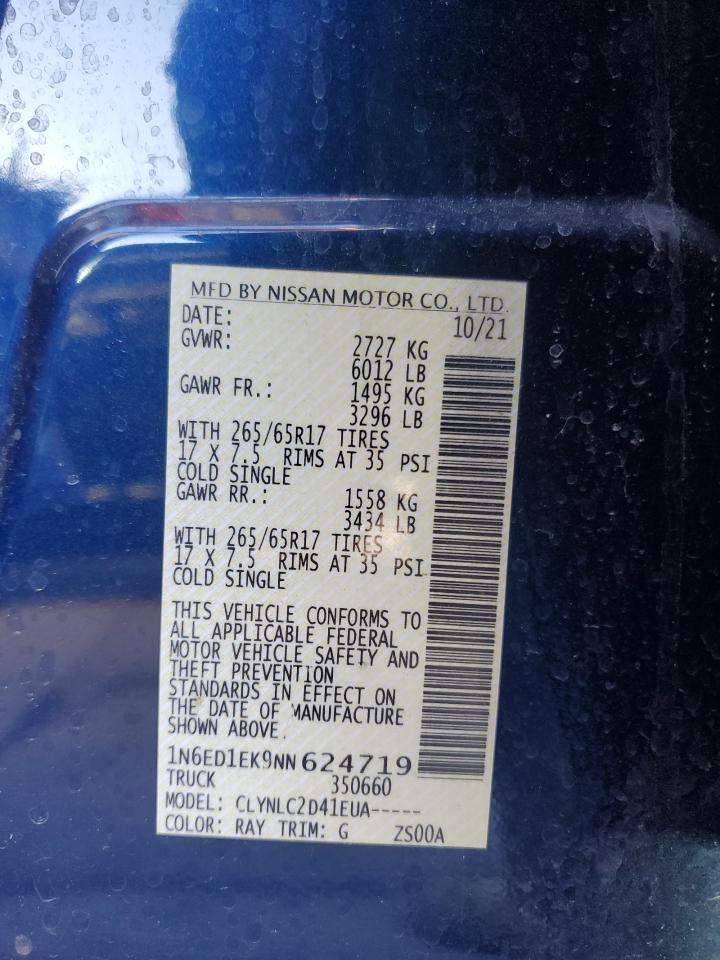 MFD BY NISSAN MOTOR CO., LTD.
DATE: 10/21
GVWR: 2727 KG
6012 LB
GAWR FR.: 1495 KG
3296 LB
WITH 265/65R17 TIRES
17 X 7.5 RIMS AT 35 PSI
COLD SINGLE
GAWR RR.: 1558 KG
3434 LB
WITH 265/65R17 TIRES
17 X 7.5 RIMS AT 35 PSI
COLD SINGLE
THIS VEHICLE CONFORMS TO
ALL APPLICABLE FEDERAL
MOTOR VEHICLE SAFETY AND
THEFT PREVENTION
STANDARDS IN EFFECT ON
THE DATE OF MANUFACTURE
SHOWN ABOVE.
1N6ED1EK9NN624719
TRUCK 350660
MODEL: CLYNLC2D41EUA-----
COLOR: RAY TRIM: G ZS00A